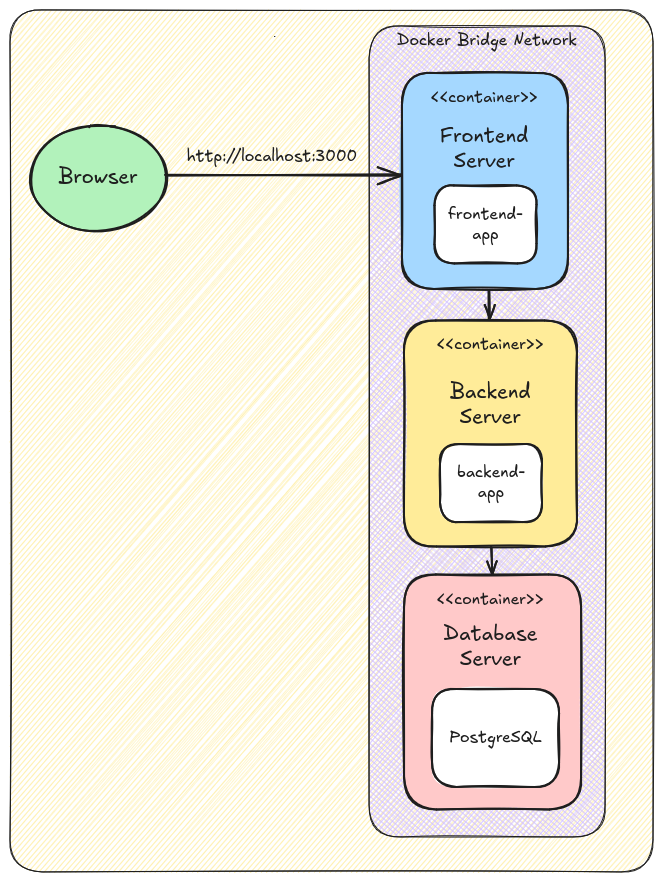 Docker Bridge Network
<<container>>
Frontend
Server
frontend-
app
http://localhost:3000
Browser
<<container>>
Backend
Server
backend-
app
<<container>>
Database
Server
PostgreSQL